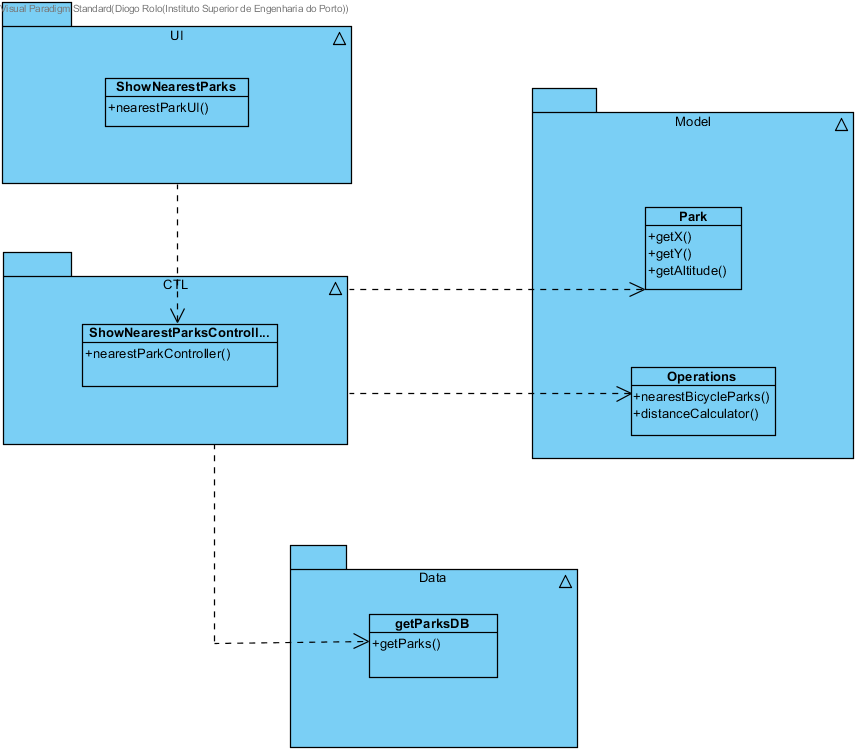 Visual Paradigm Standard(Diogo Rolo(Instituto Superior de Engenharia do Porto))
UI
ShowNearestParks
+nearestParkUI()
Model
Park
+getX()
+getY()
+getAltitude()
CTL
ShowNearestParksControll...
+nearestParkController()
Operations
+nearestBicycleParks()
+distanceCalculator()
Data
getParksDB
+getParks()